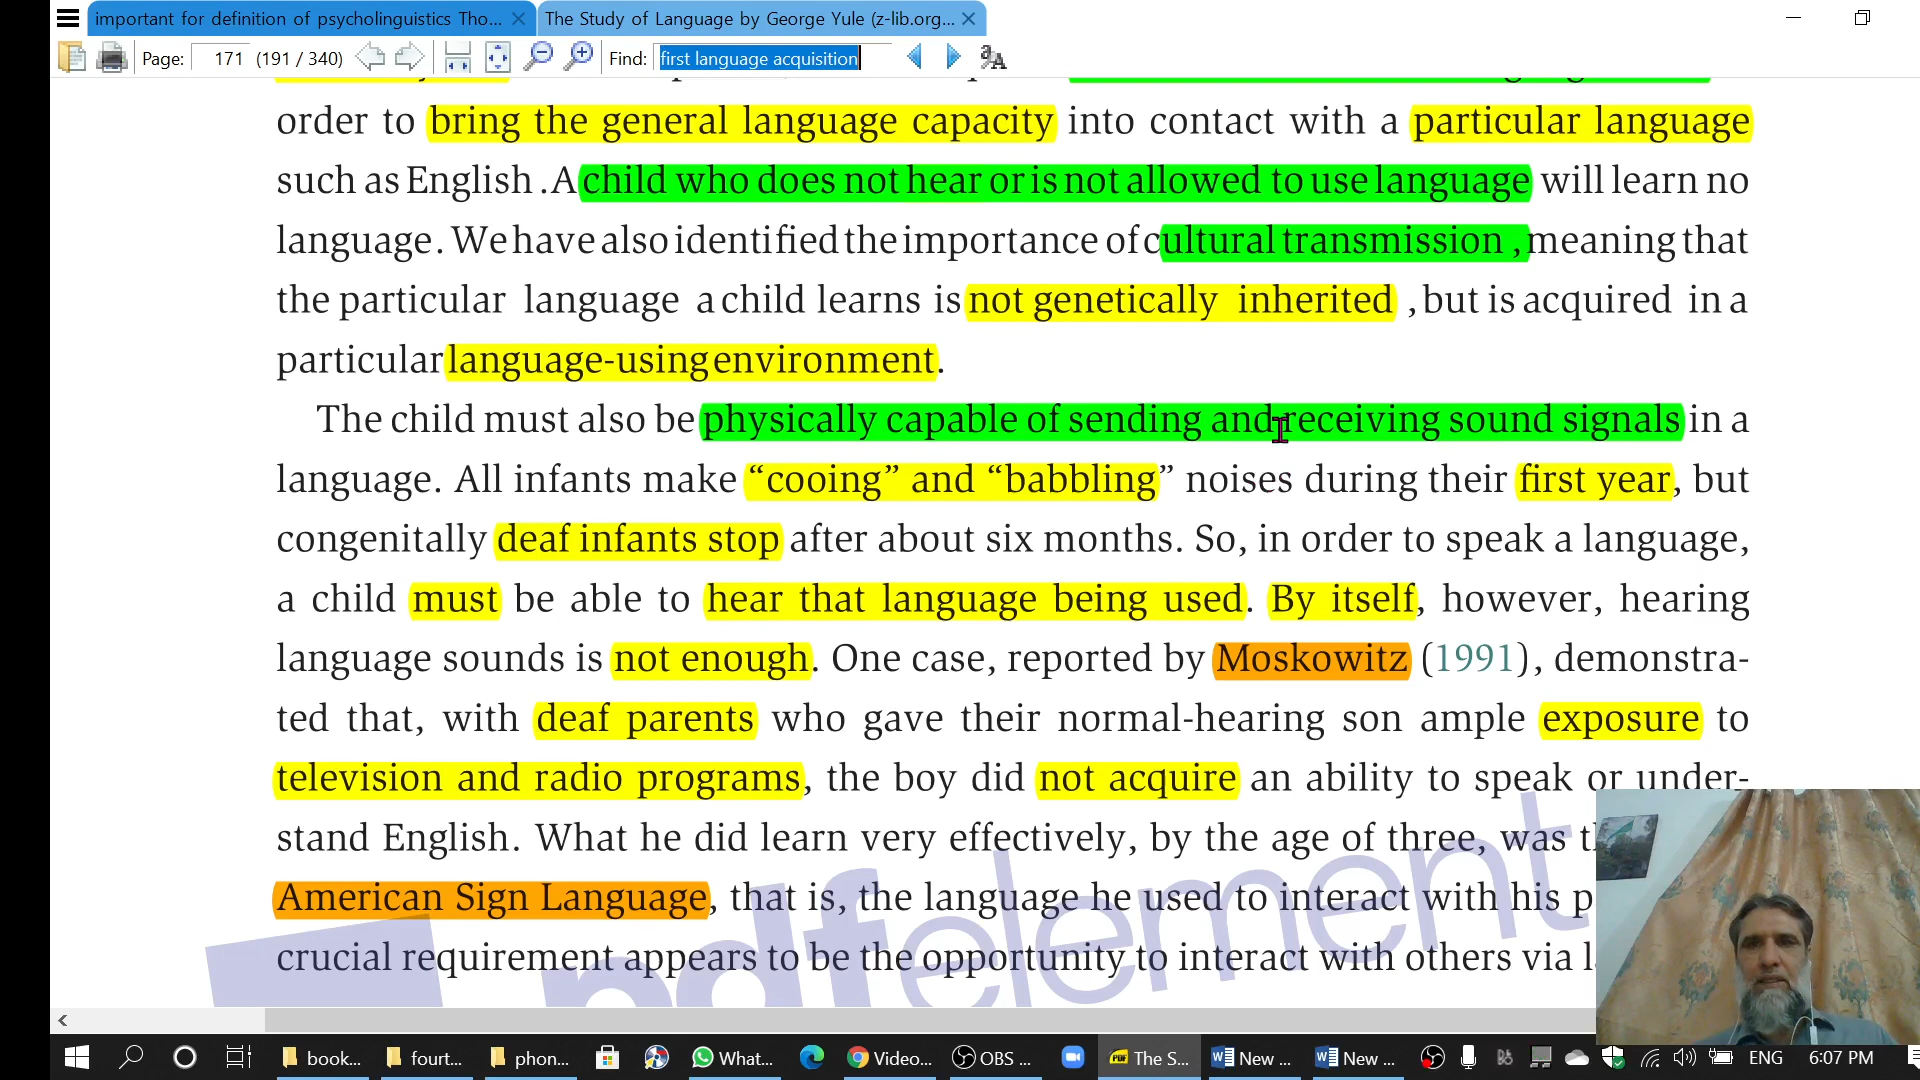 important for definition of psycholinguistics Tho...
The Study of Language by George Yule (z-lib.org...
Page: 171 (191 / 340) Find: first language acquisition
order to bring the general language capacity into contact with a particular language
such as English . A child who does not hear or is not allowed to use language will learn no
language . We have also identified the importance of cultural transmission , meaning that
the particular language a child learns is not genetically inherited , but is acquired in a
particular language-using environment.
The child must also be physically capable of sending and receiving sound signals in a
language. All infants make “cooing” and “babbling” noises during their first year, but
congenitally deaf infants stop after about six months. So, in order to speak a language,
a child must be able to hear that language being used. By itself, however, hearing
language sounds is not enough. One case, reported by Moskowitz (1991), demonstra-
ted that, with deaf parents who gave their normal-hearing son ample exposure to
television and radio programs, the boy did not acquire an ability to speak or under-
stand English. What he did learn very effectively, by the age of three, was
American Sign Language, that is, the language he used to interact with his
crucial requirement appears to be the opportunity to interact with others via
pdfelement
book... fourt... phon... What... Video... OBS ... The S... New ... New ... ENG 6:07 PM